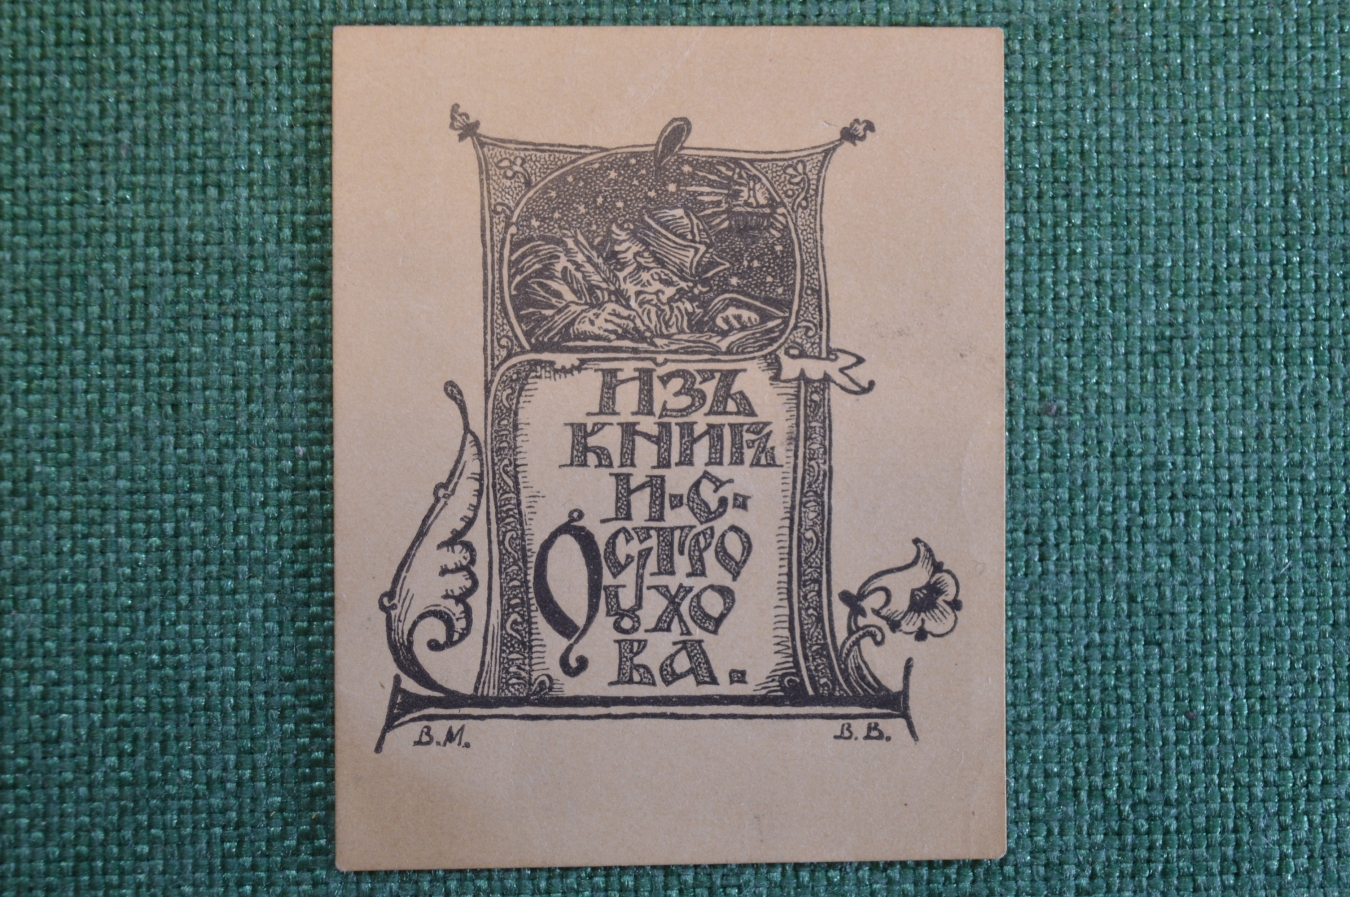 ИЗЪ
КНИГЪ
И·С·
ОСТРО
УХО
ВА.
В.М.
В.В.